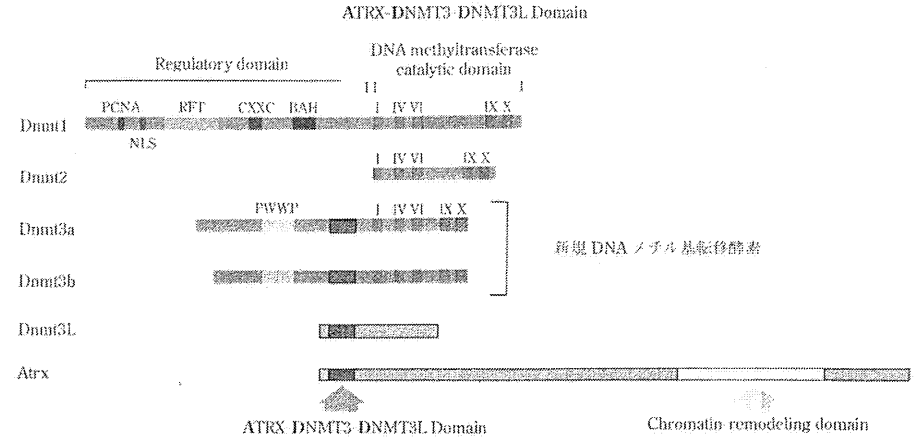 ATRX-DNMT3-DNMT3L Domain
DNA methyltransferase
catalytic domain
Regulatory domain
PCNA RFT CXXC BAH I IV VI IX X
Dnmt1
NLS
I IV VI IX X
Dnmt2
PWWP I IV VI IX X
Dnmt3a
新規 DNA メチル基転移酵素
Dnmt3b
Dnmt3L
Atrx
ATRX-DNMT3-DNMT3L Domain
Chromatin-remodeling domain